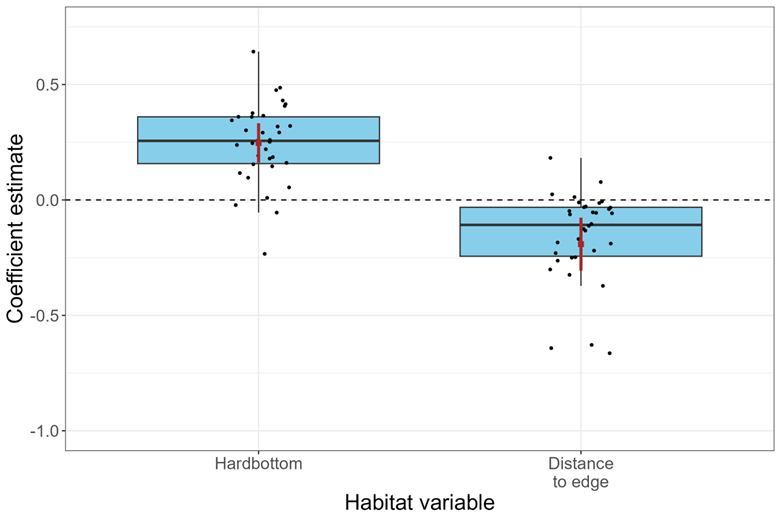 Coefficient estimate
0.5
0.0
-0.5
-1.0
Hardbottom
Distance
to edge
Habitat variable